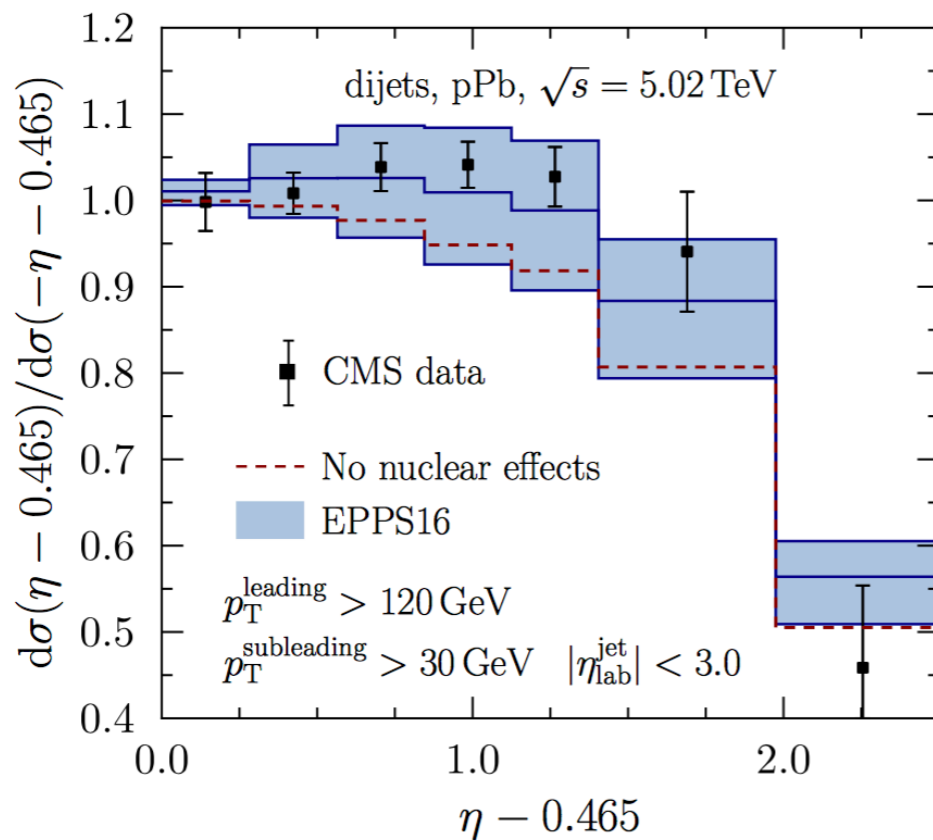 1.2
1.1
1.0
0.9
0.8
0.7
0.6
0.5
0.4
dσ(η − 0.465)/dσ(−η − 0.465)
dijets, pPb, √s = 5.02 TeV
CMS data
No nuclear effects
EPPS16
p_T^leading > 120 GeV
p_T^subleading > 30 GeV |η_lab^jet| < 3.0
0.0 1.0 2.0
η − 0.465